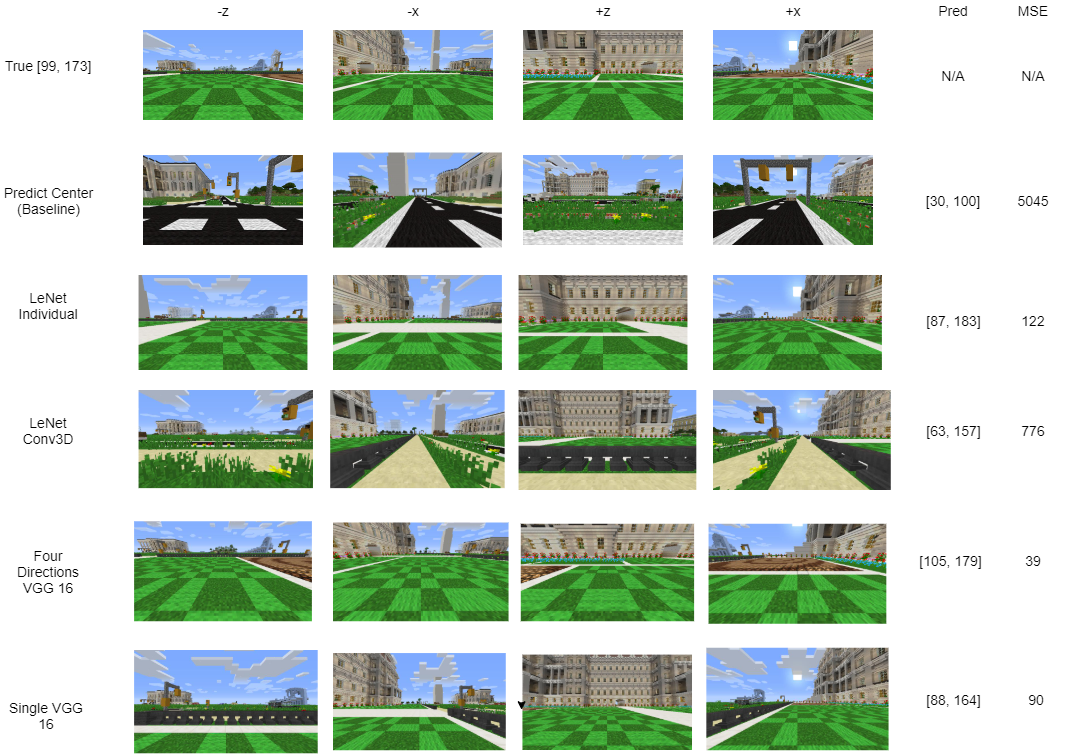 -z -x +z +x Pred MSE
True [99, 173] N/A N/A
Predict Center
(Baseline)
[30, 100] 5045
LeNet
Individual
[87, 183] 122
LeNet
Conv3D
[63, 157] 776
Four
Directions
VGG 16
[105, 179] 39
Single VGG
16
[88, 164] 90